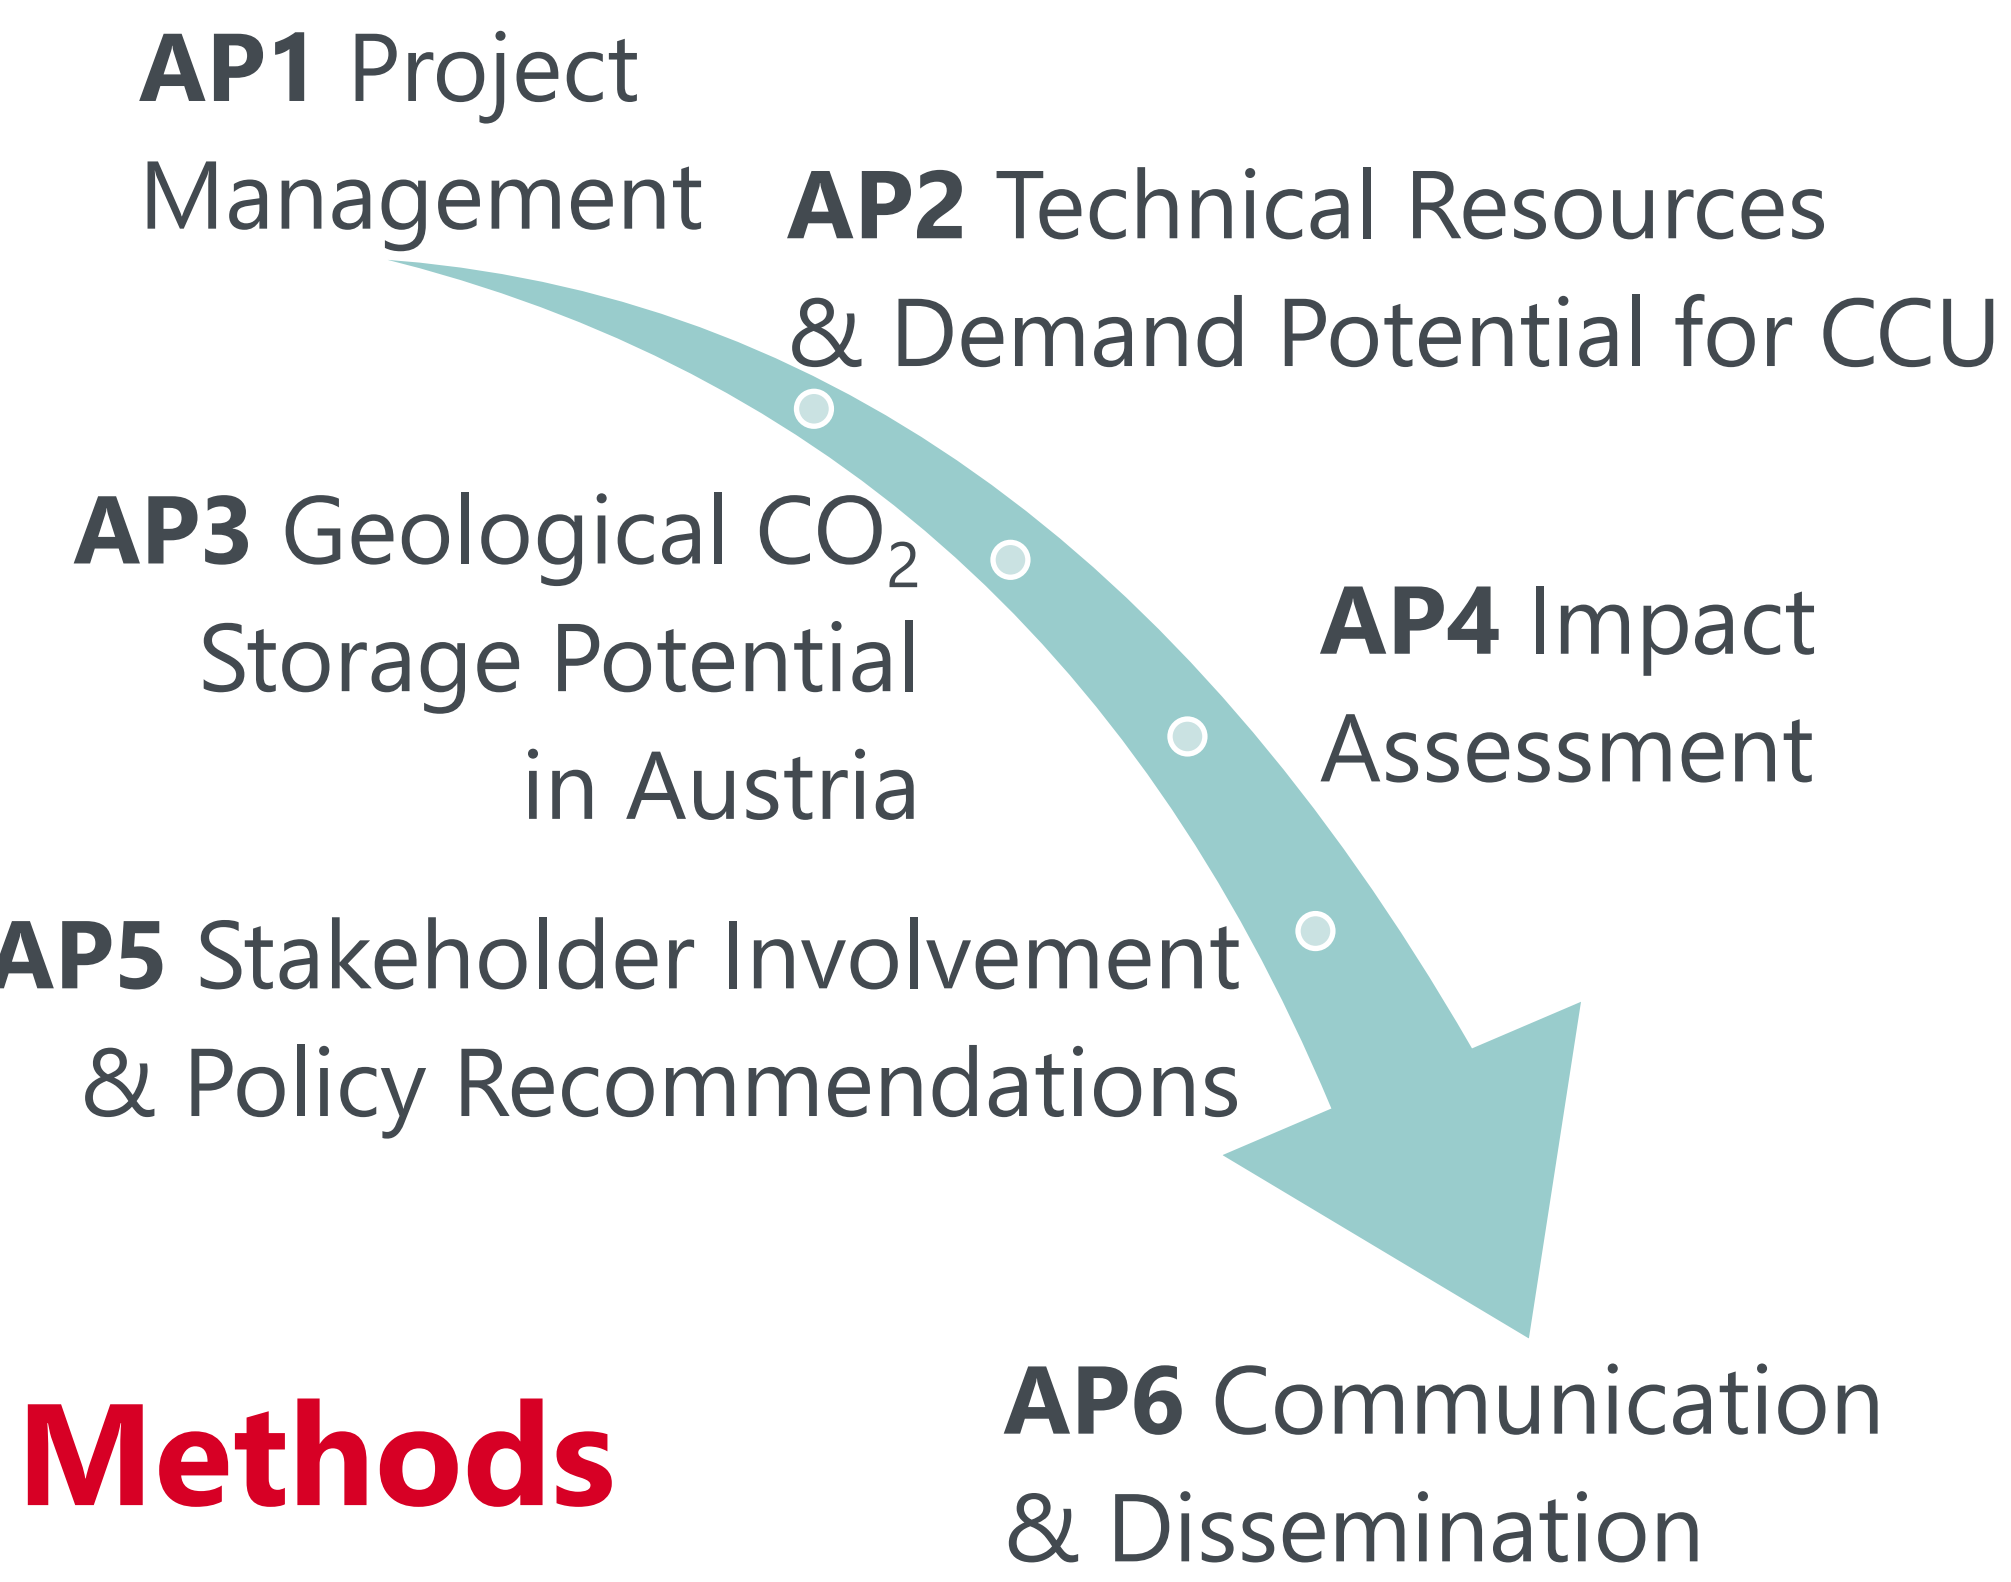 AP1 Project
Management
AP2 Technical Resources
& Demand Potential for CCU
AP3 Geological CO₂
Storage Potential
in Austria
AP4 Impact
Assessment
AP5 Stakeholder Involvement
& Policy Recommendations
AP6 Communication
& Dissemination
Methods